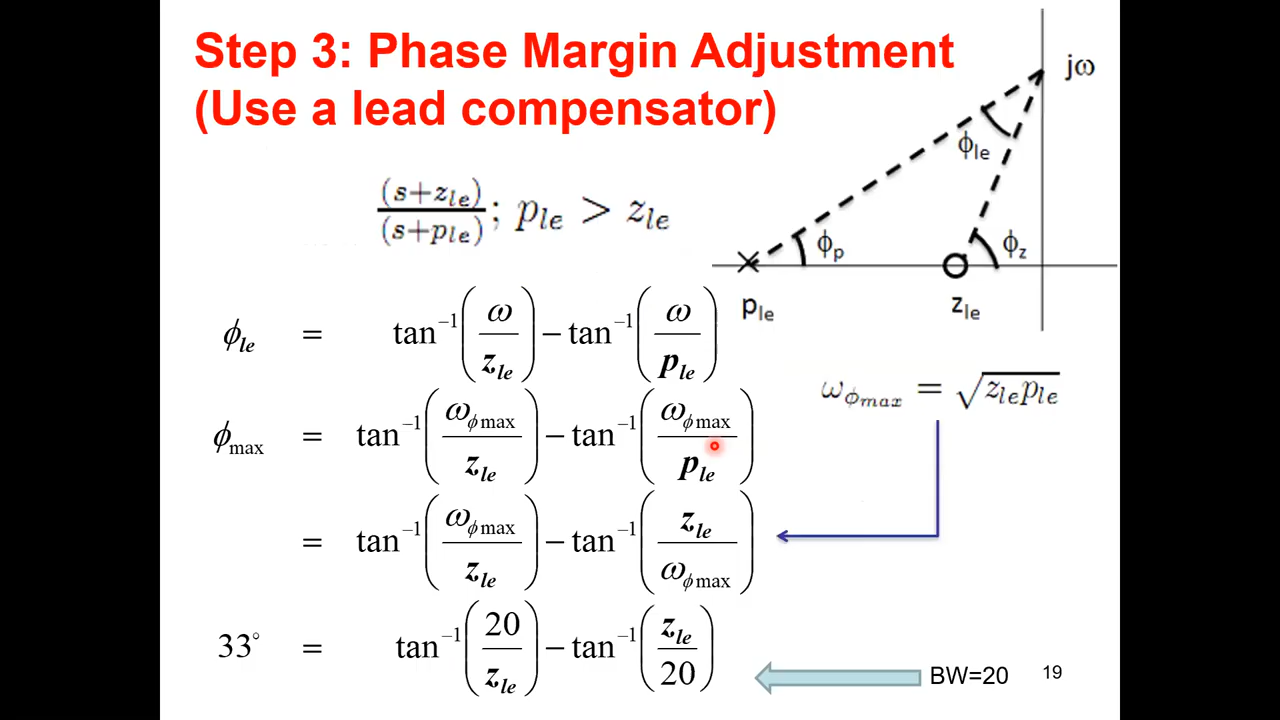 Step 3: Phase Margin Adjustment
(Use a lead compensator)
jω
ϕle
(s+zle)/(s+ple); ple > zle
ϕp
ϕz
ple
zle
ϕle = tan⁻¹(ω/zle) − tan⁻¹(ω/ple)
ωϕmax = √zleple
ϕmax = tan⁻¹(ωϕmax/zle) − tan⁻¹(ωϕmax/ple)
= tan⁻¹(ωϕmax/zle) − tan⁻¹(zle/ωϕmax)
33° = tan⁻¹(20/zle) − tan⁻¹(zle/20)
BW=20
19